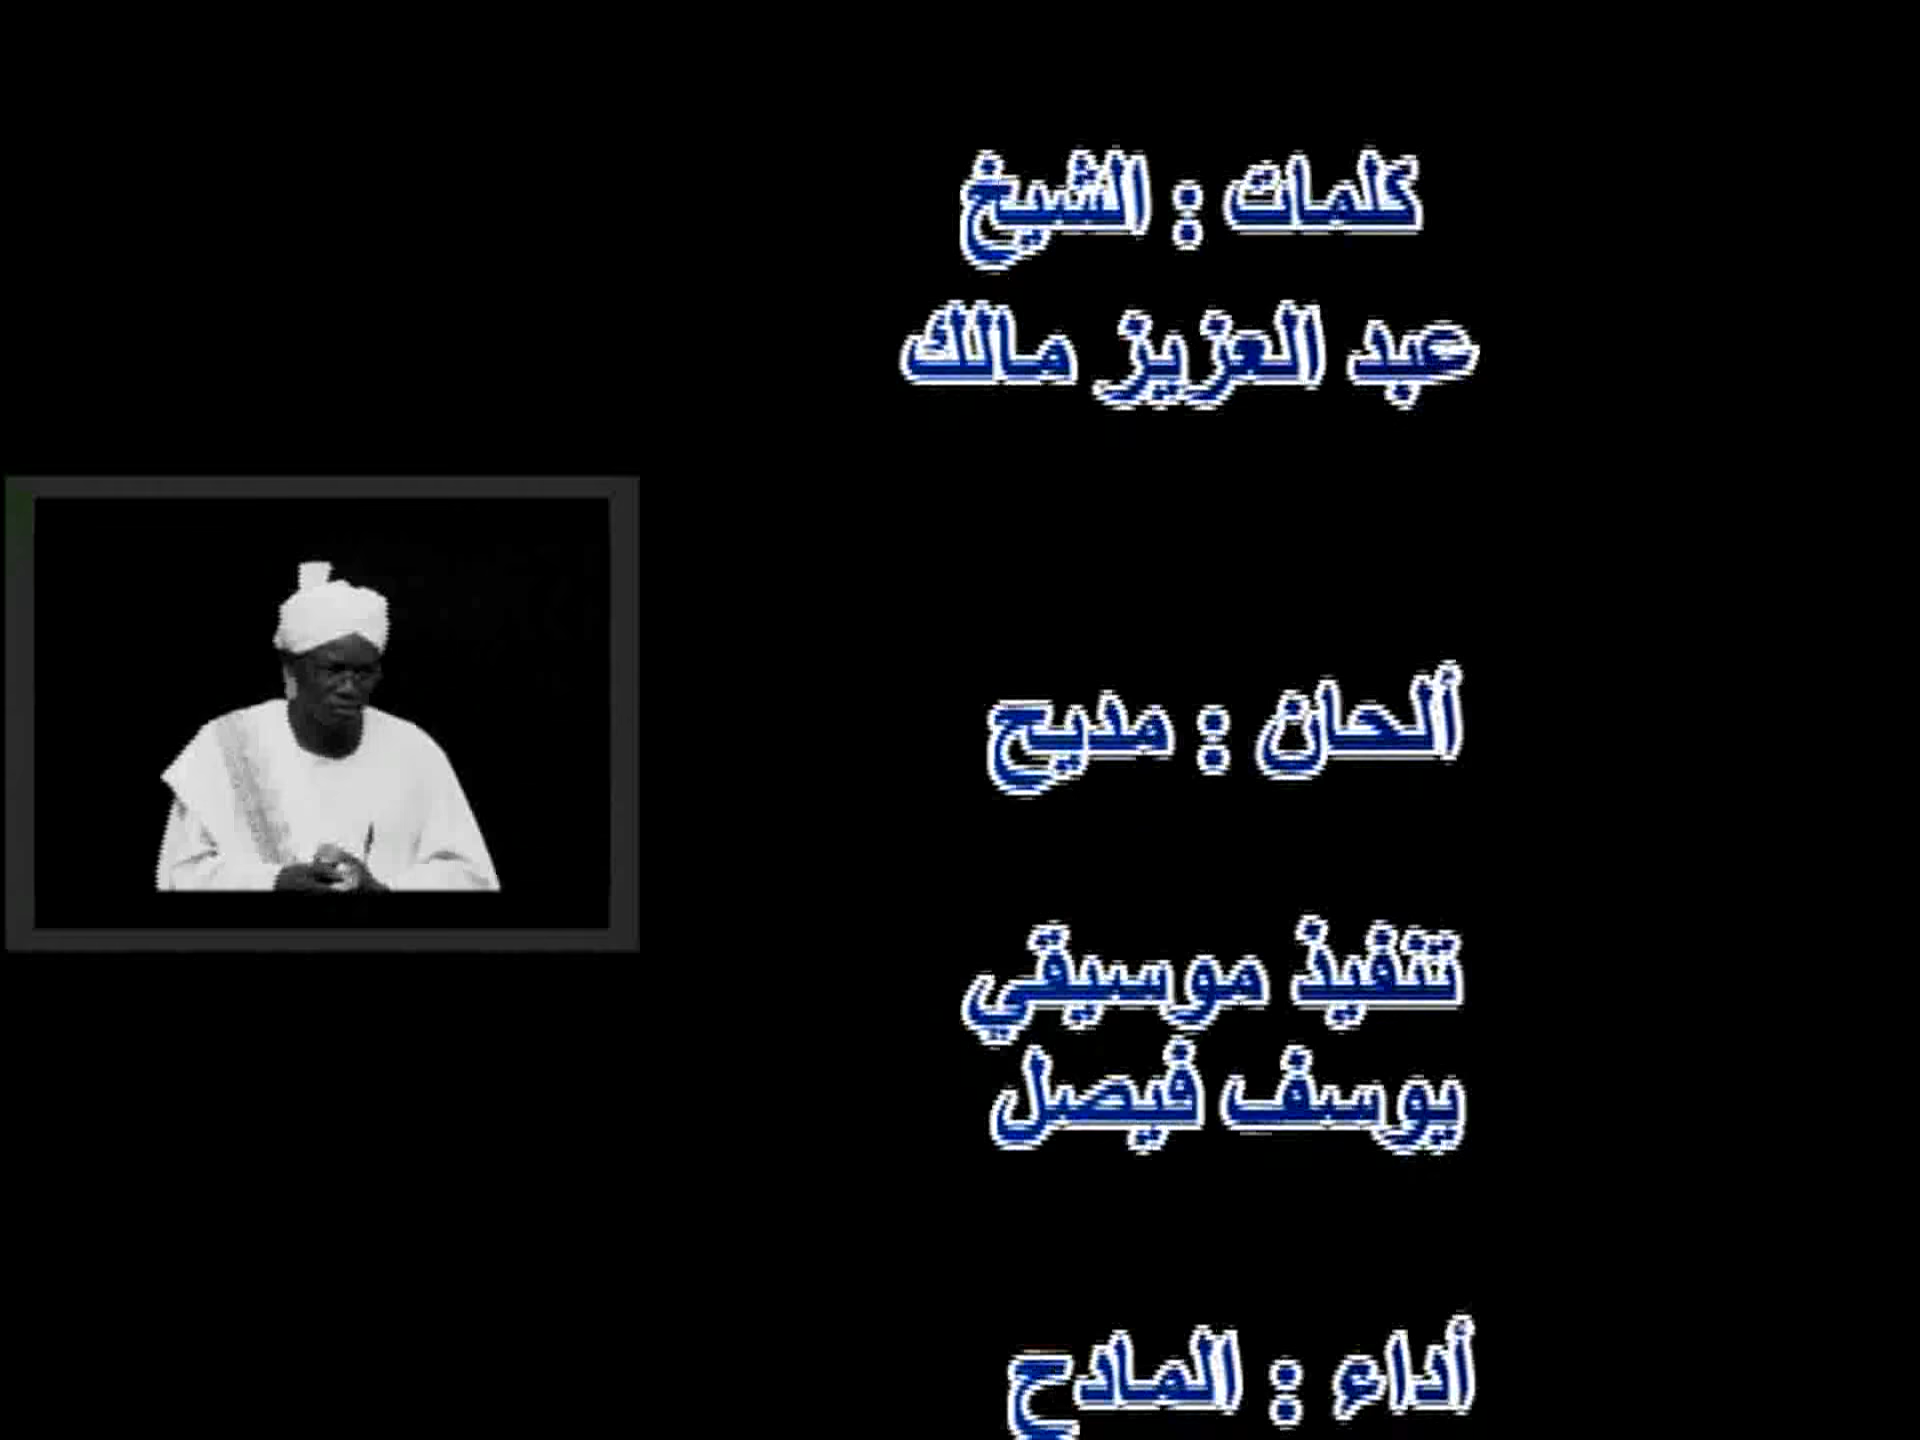 كلمات : الشيخ
عبد العزيز مالك
ألحان : مديح
تنفيذ موسيقي
يوسف فيصل
أداء : المادح